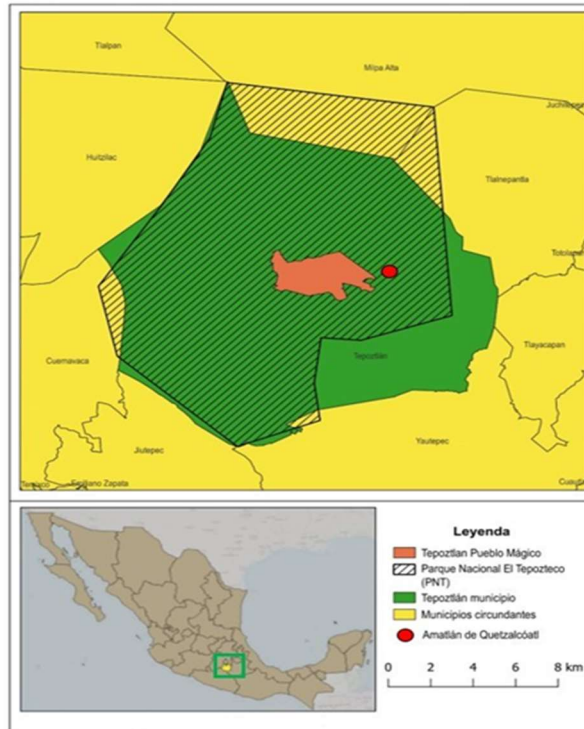 Tlalpan
Milpa Alta
Juchitepec
Huitzilac
Tlalnepantla
Totolapan
Cuernavaca
Tepoztlán
Tlayacapan
Jiutepec
Yautepec
Emiliano Zapata
Cuautla
Leyenda
Tepoztlan Pueblo Mágico
Parque Nacional El Tepozteco
(PNT)
Tepoztlán municipio
Municipios circundantes
Amatlán de Quetzalcóatl
0 2 4 6 8 km